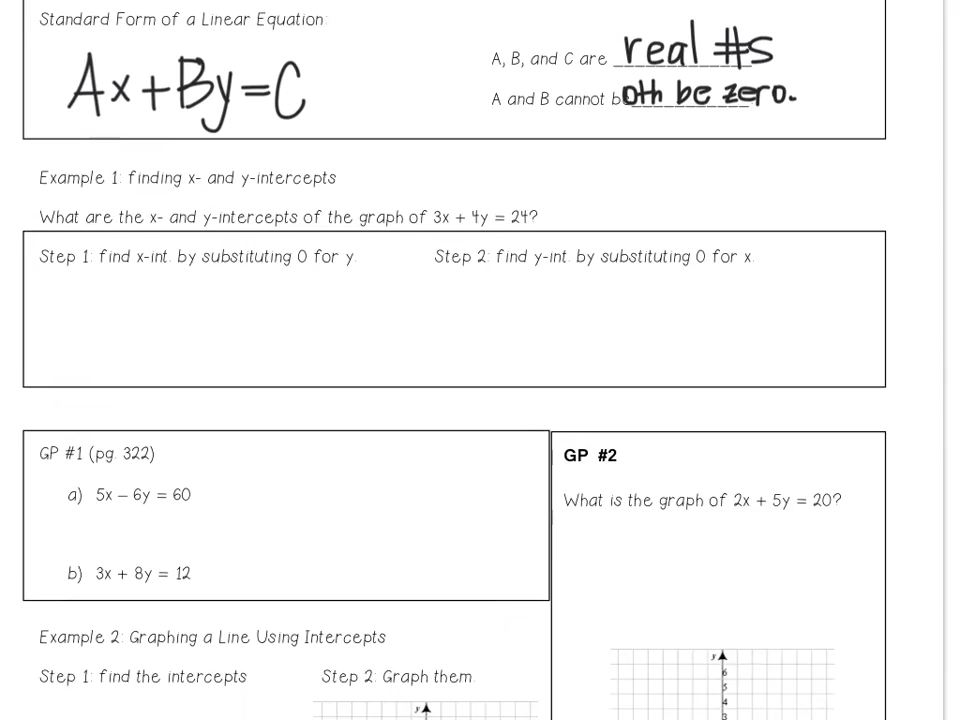 Standard Form of a Linear Equation:
Ax+By=C
A, B, and C are real #s
A and B cannot both be zero.
Example 1: finding x- and y-intercepts
What are the x- and y-intercepts of the graph of 3x + 4y = 24?
Step 1: find x-int. by substituting 0 for y.
Step 2: find y-int. by substituting 0 for x.
GP #1 (pg. 322)
a) 5x – 6y = 60
b) 3x + 8y = 12
GP #2
What is the graph of 2x + 5y = 20?
Example 2: Graphing a Line Using Intercepts
Step 1: find the intercepts
Step 2: Graph them.
y
y
6
5
4
3